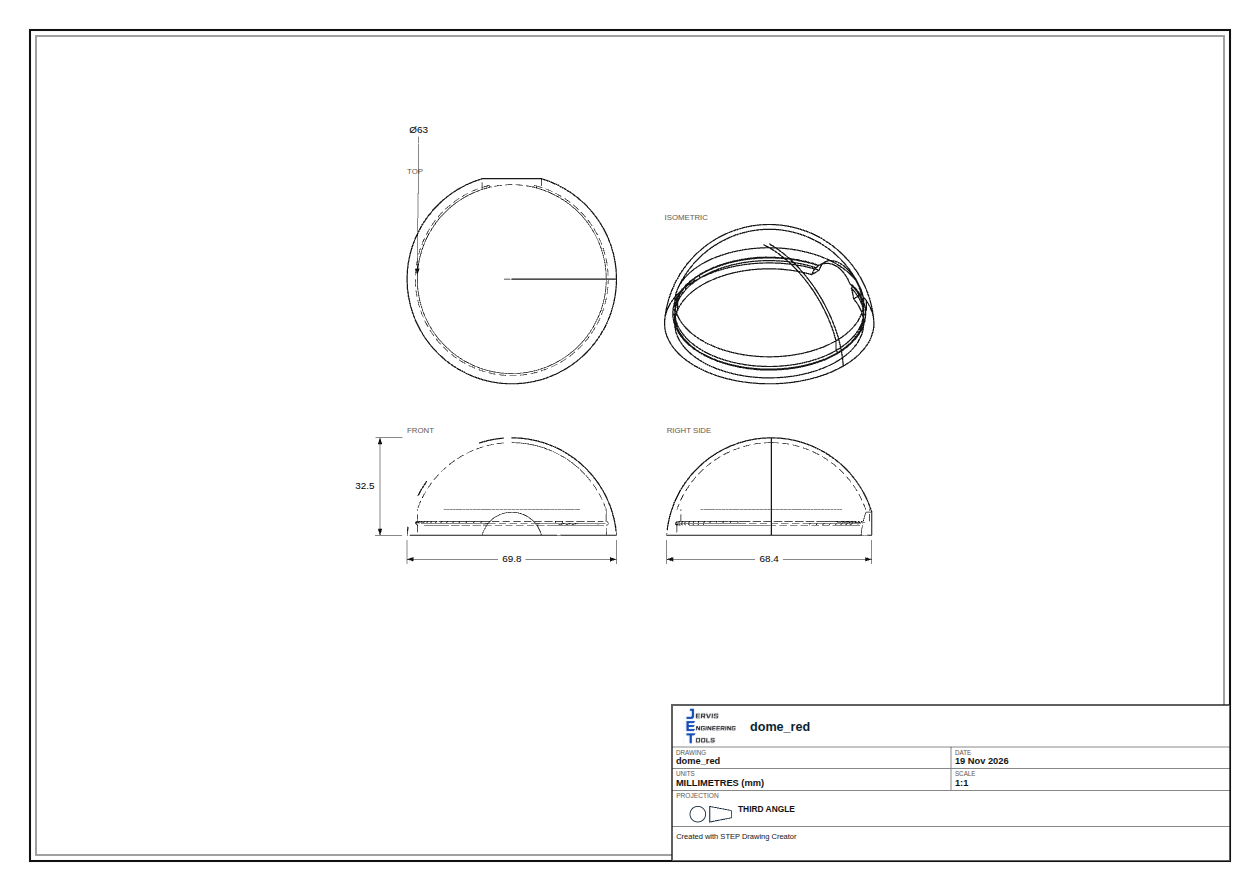 Ø63
TOP
ISOMETRIC
FRONT
RIGHT SIDE
32.5
69.8
68.4
JERVIS
ENGINEERING
TOOLS
dome_red
DRAWING
dome_red
DATE
19 Nov 2026
UNITS
MILLIMETRES (mm)
SCALE
1:1
PROJECTION
THIRD ANGLE
Created with STEP Drawing Creator